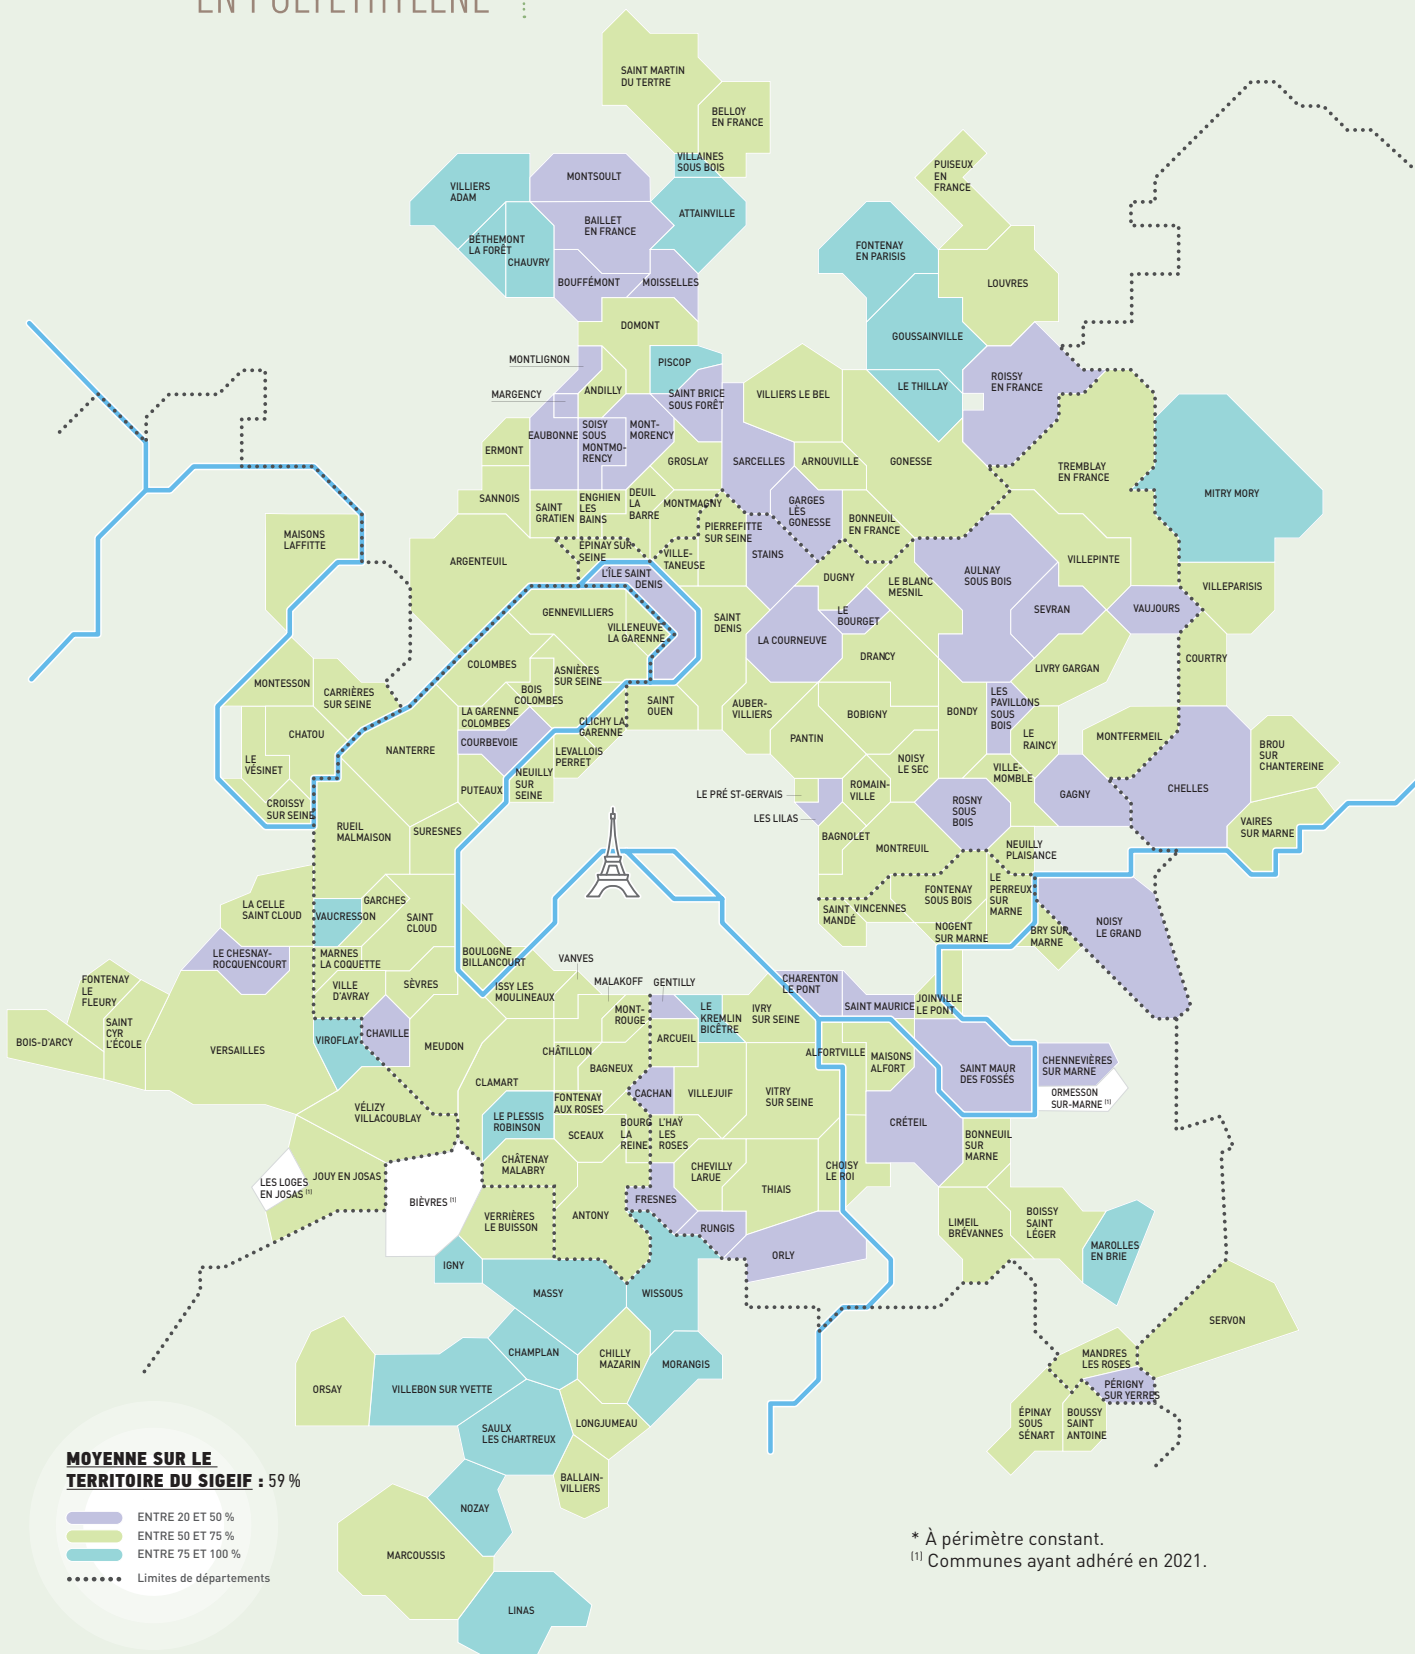 EN POLYÉTHYLÈNE
SAINT MARTIN
DU TERTRE
BELLOY
EN FRANCE
VILLAINES
SOUS BOIS
PUISEUX
EN
FRANCE
MONTSOULT
VILLIERS
ADAM
ATTAINVILLE
BAILLET
EN FRANCE
BÉTHEMONT
LA FORÊT
CHAUVRY
FONTENAY
EN PARISIS
BOUFFÉMONT
MOISSELLES
LOUVRES
DOMONT
GOUSSAINVILLE
MONTLIGNON
PISCOP
ROISSY
EN FRANCE
LE THILLAY
MARGENCY
ANDILLY
SAINT BRICE
SOUS FORÊT
VILLIERS LE BEL
EAUBONNE
SOISY
SOUS
MONTMO-
RENCY
MONT-
MORENCY
ERMONT
GROSLAY
SARCELLES
ARNOUVILLE
GONESSE
TREMBLAY
EN FRANCE
MITRY MORY
SANNOIS
SAINT
GRATIEN
ENGHIEN
LES
BAINS
DEUIL
LA
BARRE
MONTMAGNY
GARGES
LÈS
GONESSE
BONNEUIL
EN FRANCE
PIERREFITTE
SUR SEINE
MAISONS
LAFFITTE
ARGENTEUIL
ÉPINAY SUR
SEINE
VILLE-
TANEUSE
STAINS
VILLEPINTE
L'ÎLE SAINT
DENIS
DUGNY
LE BLANC
MESNIL
AULNAY
SOUS BOIS
VILLEPARISIS
GENNEVILLIERS
VILLENEUVE
LA GARENNE
SAINT
DENIS
LE
BOURGET
SEVRAN
VAUJOURS
LA COURNEUVE
DRANCY
COLOMBES
ASNIÈRES
SUR SEINE
LIVRY GARGAN
COURTRY
MONTESSON
CARRIÈRES
SUR SEINE
BOIS
COLOMBES
LA GARENNE
COLOMBES
SAINT
OUEN
AUBER-
VILLIERS
BOBIGNY
BONDY
LES
PAVILLONS
SOUS
BOIS
CHATOU
CLICHY LA
GARENNE
PANTIN
LE
RAINCY
MONTFERMEIL
NANTERRE
COURBEVOIE
LEVALLOIS
PERRET
BROU
SUR
CHANTEREINE
LE
VÉSINET
NOISY
LE SEC
VILLE-
MOMBLE
NEUILLY
SUR
SEINE
PUTEAUX
LE PRÉ ST-GERVAIS
ROMAIN-
VILLE
ROSNY
SOUS
BOIS
GAGNY
CHELLES
CROISSY
SUR SEINE
LES LILAS
RUEIL
MALMAISON
SURESNES
BAGNOLET
MONTREUIL
NEUILLY
PLAISANCE
VAIRES
SUR MARNE
LA CELLE
SAINT CLOUD
VAUCRESSON
GARCHES
SAINT
CLOUD
SAINT
MANDÉ
VINCENNES
FONTENAY
SOUS BOIS
LE
PERREUX
SUR
MARNE
NOISY
LE GRAND
NOGENT
SUR MARNE
BRY SUR
MARNE
LE CHESNAY-
ROCQUENCOURT
MARNES
LA COQUETTE
BOULOGNE
BILLANCOURT
VANVES
FONTENAY
LE
FLEURY
VILLE
D'AVRAY
SÈVRES
ISSY LES
MOULINEAUX
MALAKOFF
GENTILLY
CHARENTON
LE PONT
SAINT MAURICE
JOINVILLE
LE PONT
SAINT
CYR
L'ÉCOLE
MONT-
ROUGE
LE
KREMLIN
BICÊTRE
IVRY
SUR SEINE
BOIS-D'ARCY
VERSAILLES
VIROFLAY
CHAVILLE
MEUDON
CHÂTILLON
ARCUEIL
ALFORTVILLE
MAISONS
ALFORT
SAINT MAUR
DES FOSSÉS
CHENNEVIÈRES
SUR MARNE
BAGNEUX
CLAMART
CACHAN
VILLEJUIF
VITRY
SUR SEINE
ORMESSON
SUR-MARNE (1)
VÉLIZY
VILLACOUBLAY
LE PLESSIS
ROBINSON
FONTENAY
AUX ROSES
SCEAUX
BOURG
LA
REINE
L'HAŸ
LES
ROSES
CRÉTEIL
BONNEUIL
SUR
MARNE
LES LOGES
EN JOSAS (1)
JOUY EN JOSAS
CHÂTENAY
MALABRY
CHEVILLY
LARUE
CHOISY
LE ROI
BIÈVRES (1)
VERRIÈRES
LE BUISSON
ANTONY
FRESNES
THIAIS
RUNGIS
ORLY
LIMEIL
BRÉVANNES
BOISSY
SAINT
LÉGER
MAROLLES
EN BRIE
IGNY
MASSY
WISSOUS
SERVON
CHAMPLAN
CHILLY
MAZARIN
MORANGIS
MANDRES
LES ROSES
ORSAY
VILLEBON SUR YVETTE
PÉRIGNY
SUR YERRES
SAULX
LES CHARTREUX
LONGJUMEAU
ÉPINAY
SOUS
SÉNART
BOUSSY
SAINT
ANTOINE
BALLAIN-
VILLIERS
NOZAY
MARCOUSSIS
LINAS
MOYENNE SUR LE
TERRITOIRE DU SIGEIF : 59 %
ENTRE 20 ET 50 %
ENTRE 50 ET 75 %
ENTRE 75 ET 100 %
Limites de départements
* À périmètre constant.
(1) Communes ayant adhéré en 2021.